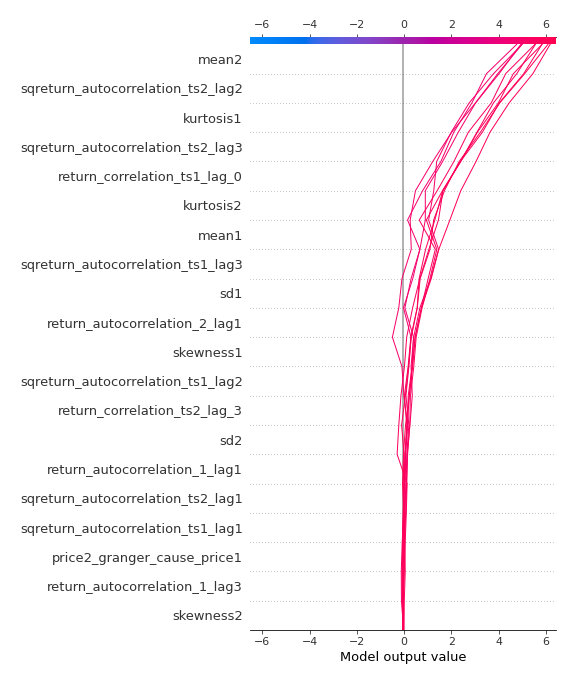 −6 −4 −2 0 2 4 6
mean2
sqreturn_autocorrelation_ts2_lag2
kurtosis1
sqreturn_autocorrelation_ts2_lag3
return_correlation_ts1_lag_0
kurtosis2
mean1
sqreturn_autocorrelation_ts1_lag3
sd1
return_autocorrelation_2_lag1
skewness1
sqreturn_autocorrelation_ts1_lag2
return_correlation_ts2_lag_3
sd2
return_autocorrelation_1_lag1
sqreturn_autocorrelation_ts2_lag1
sqreturn_autocorrelation_ts1_lag1
price2_granger_cause_price1
return_autocorrelation_1_lag3
skewness2
−6 −4 −2 0 2 4 6
Model output value